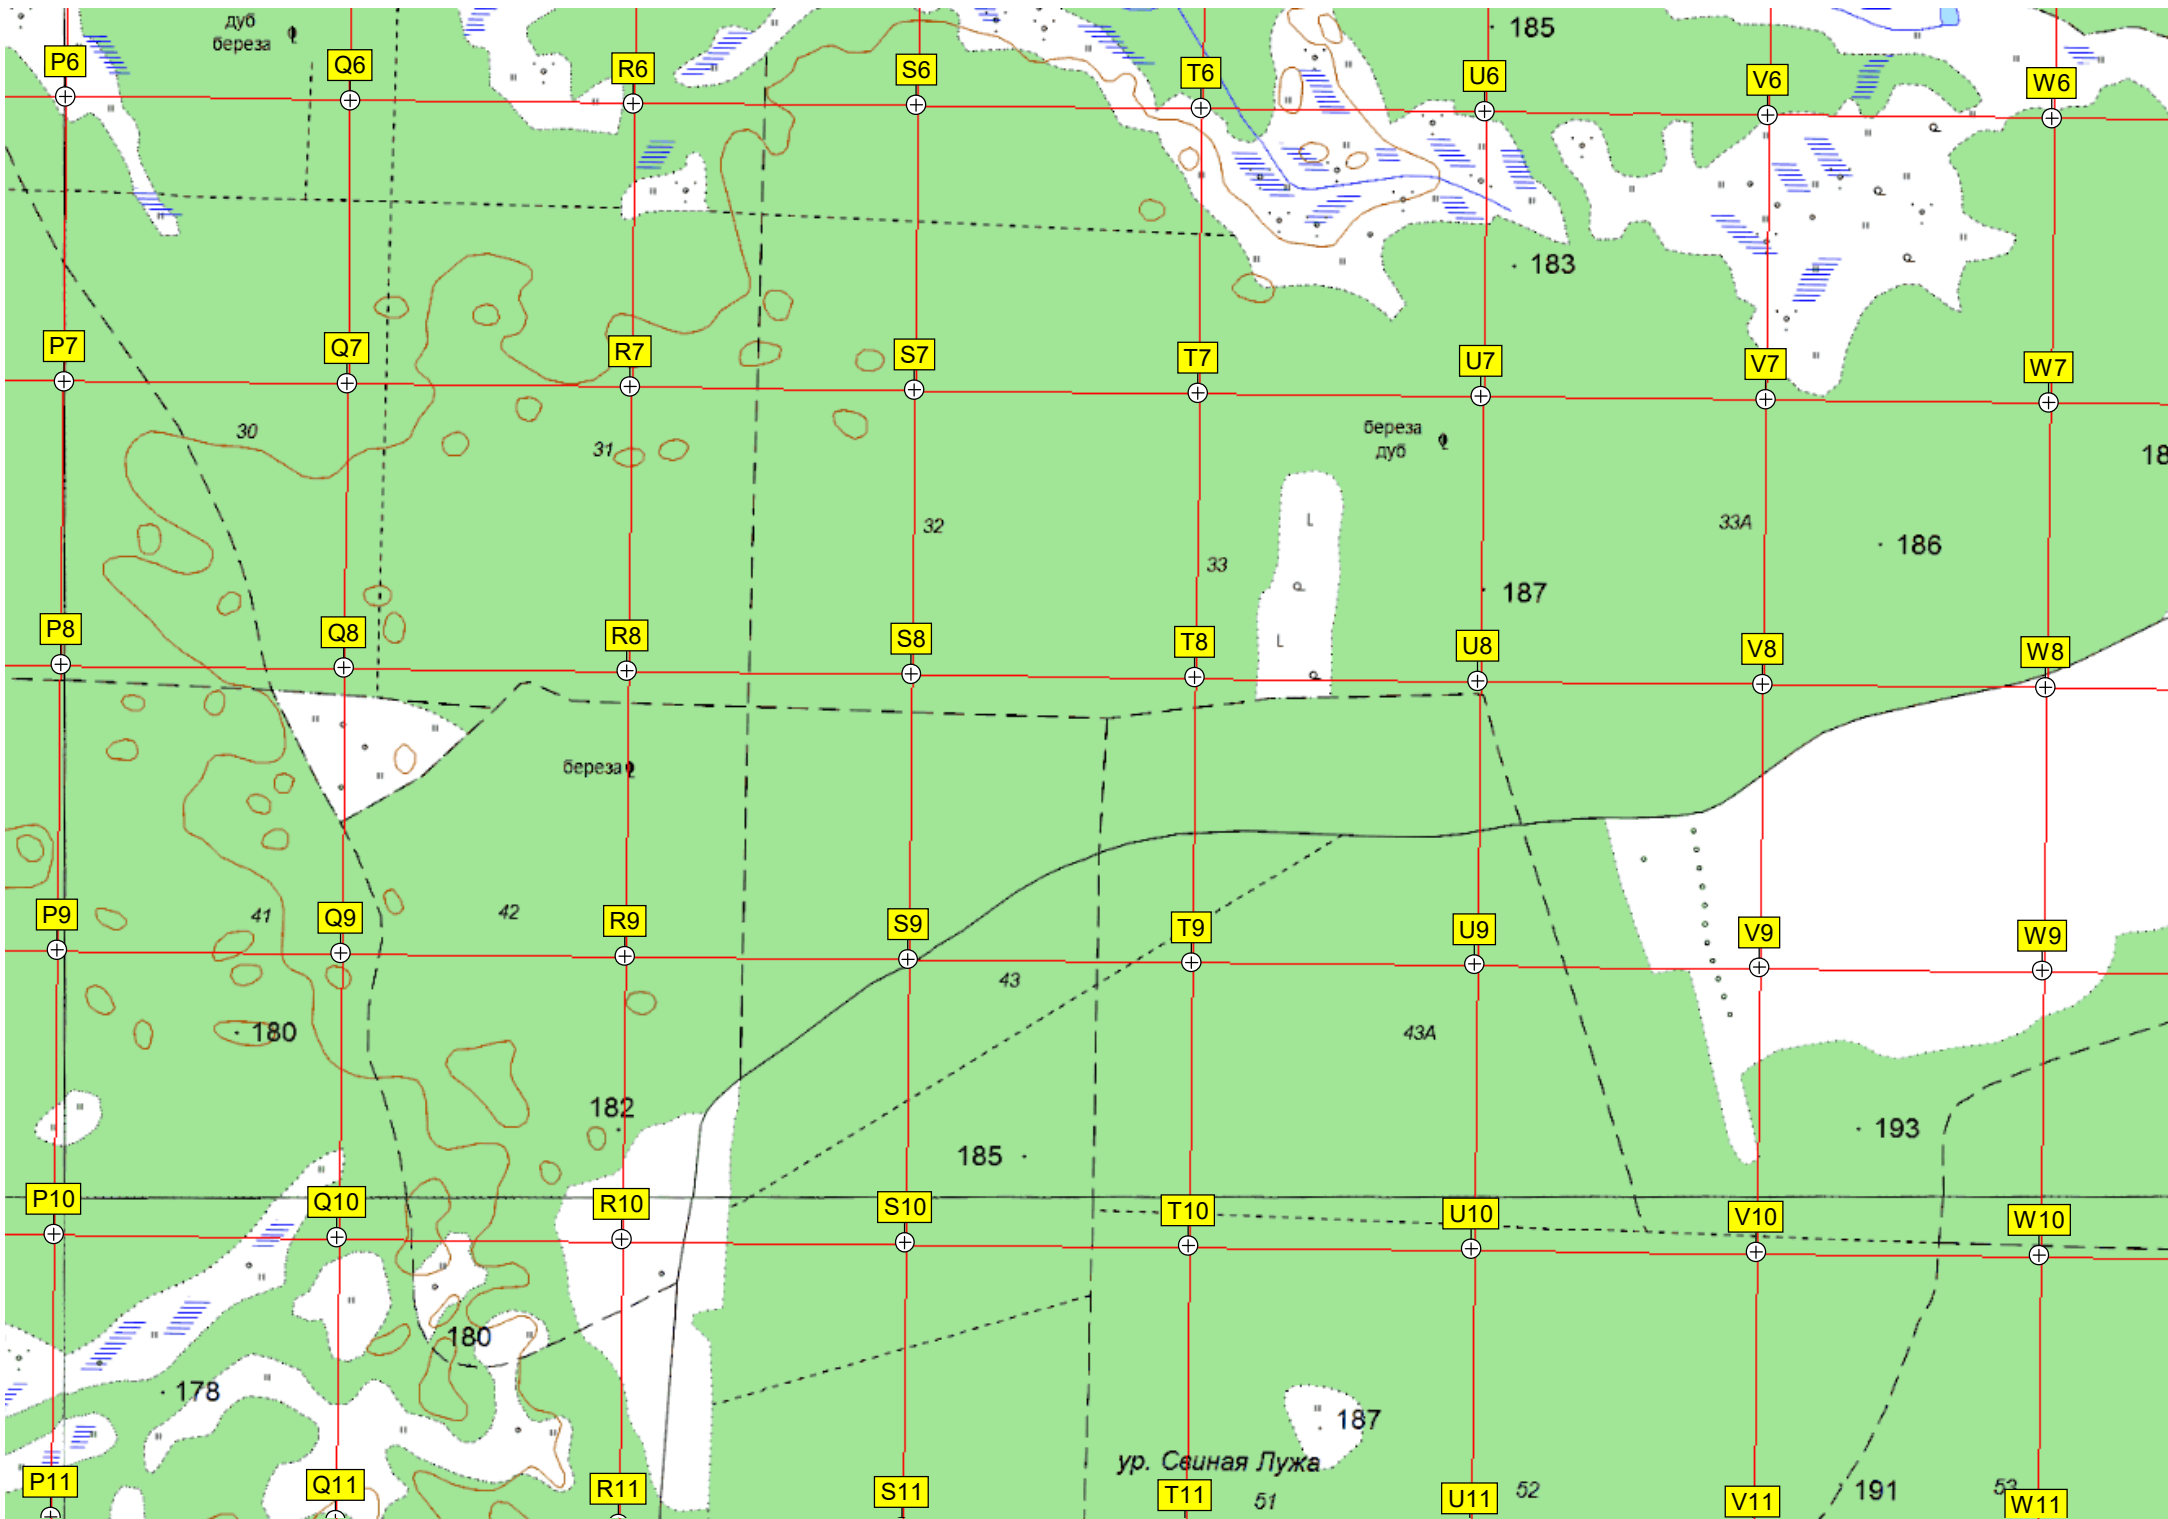 дуб
береза
185
P6
Q6
R6
S6
T6
U6
V6
W6
183
P7
Q7
R7
S7
T7
U7
V7
W7
30
31
береза
дуб
18
32
33
33А
186
187
P8
Q8
R8
S8
T8
U8
V8
W8
береза
P9
41
Q9
42
R9
S9
T9
U9
V9
W9
43
180
43А
182
185
193
P10
Q10
R10
S10
T10
U10
V10
W10
180
178
187
ур. Свиная Лужа
P11
Q11
R11
S11
T11
51
U11
52
V11
191
53
W11